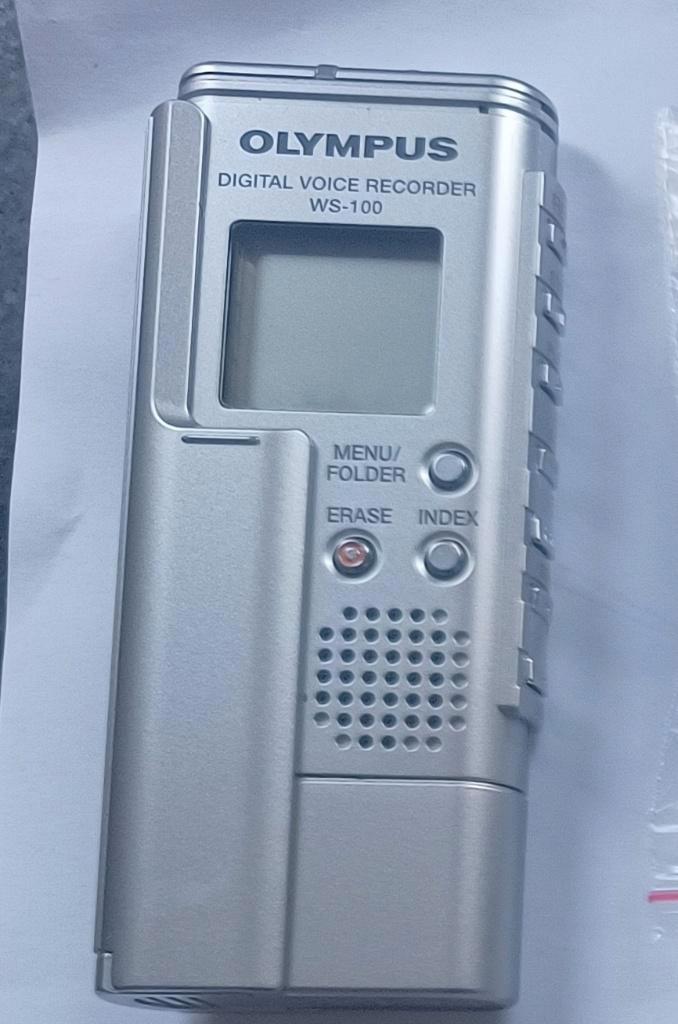 OLYMPUS
DIGITAL VOICE RECORDER
WS-100
MENU/
FOLDER
ERASE INDEX